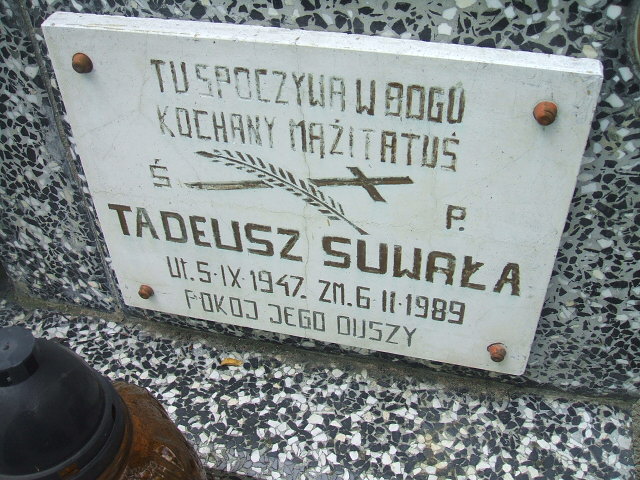 TU SPOCZYWA W BOGU
KOCHANY MĄŻ I TATUŚ
Ś P.
TADEUSZ SUWAŁA
Ur. 5·IX·1947. ZM. 6·II·1989
POKÓJ JEGO DUSZY